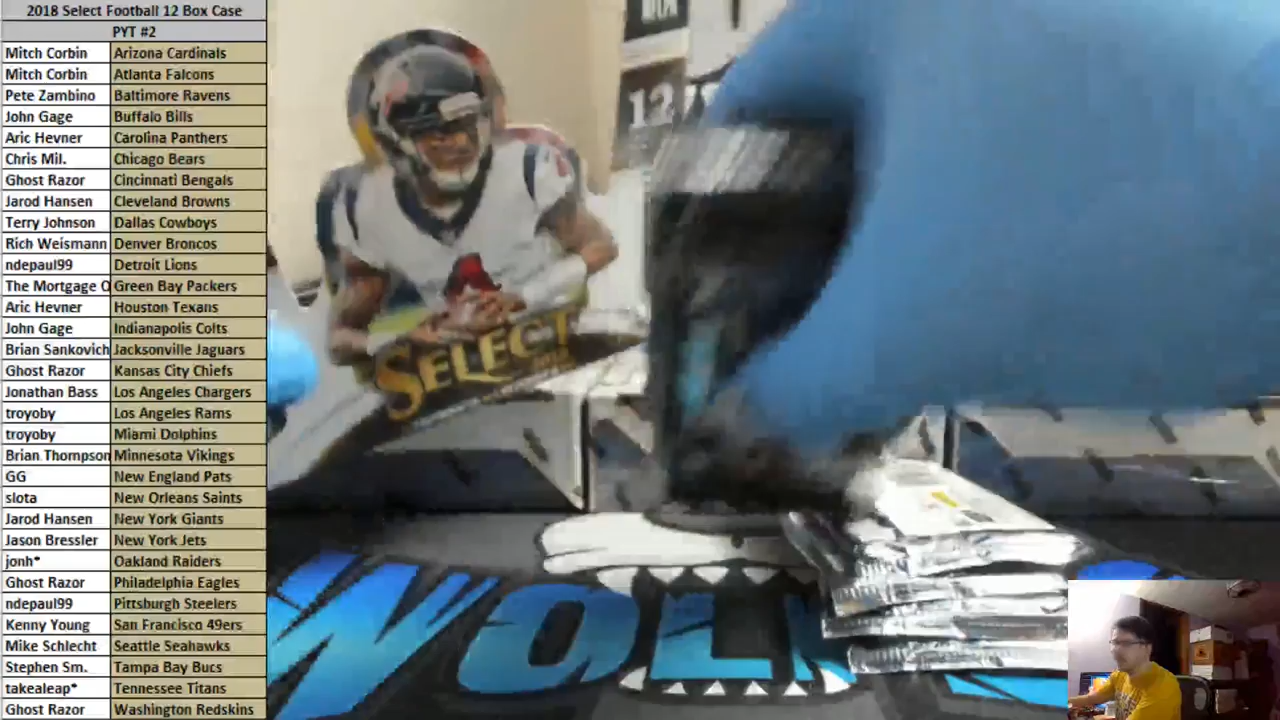 2018 Select Football 12 Box Case
PYT #2
Mitch Corbin Arizona Cardinals
Mitch Corbin Atlanta Falcons
Pete Zambino Baltimore Ravens
John Gage Buffalo Bills
Aric Hevner Carolina Panthers
Chris Mil. Chicago Bears
Ghost Razor Cincinnati Bengals
Jarod Hansen Cleveland Browns
Terry Johnson Dallas Cowboys
Rich Weismann Denver Broncos
ndepaul99 Detroit Lions
The Mortgage O Green Bay Packers
Aric Hevner Houston Texans
John Gage Indianapolis Colts
Brian Sankovich Jacksonville Jaguars
Ghost Razor Kansas City Chiefs
Jonathan Bass Los Angeles Chargers
troyoby Los Angeles Rams
troyoby Miami Dolphins
Brian Thompson Minnesota Vikings
GG New England Pats
slota New Orleans Saints
Jarod Hansen New York Giants
Jason Bressler New York Jets
jonh* Oakland Raiders
Ghost Razor Philadelphia Eagles
ndepaul99 Pittsburgh Steelers
Kenny Young San Francisco 49ers
Mike Schlecht Seattle Seahawks
Stephen Sm. Tampa Bay Bucs
takealeap* Tennessee Titans
Ghost Razor Washington Redskins
12
4
SELECT
WOL